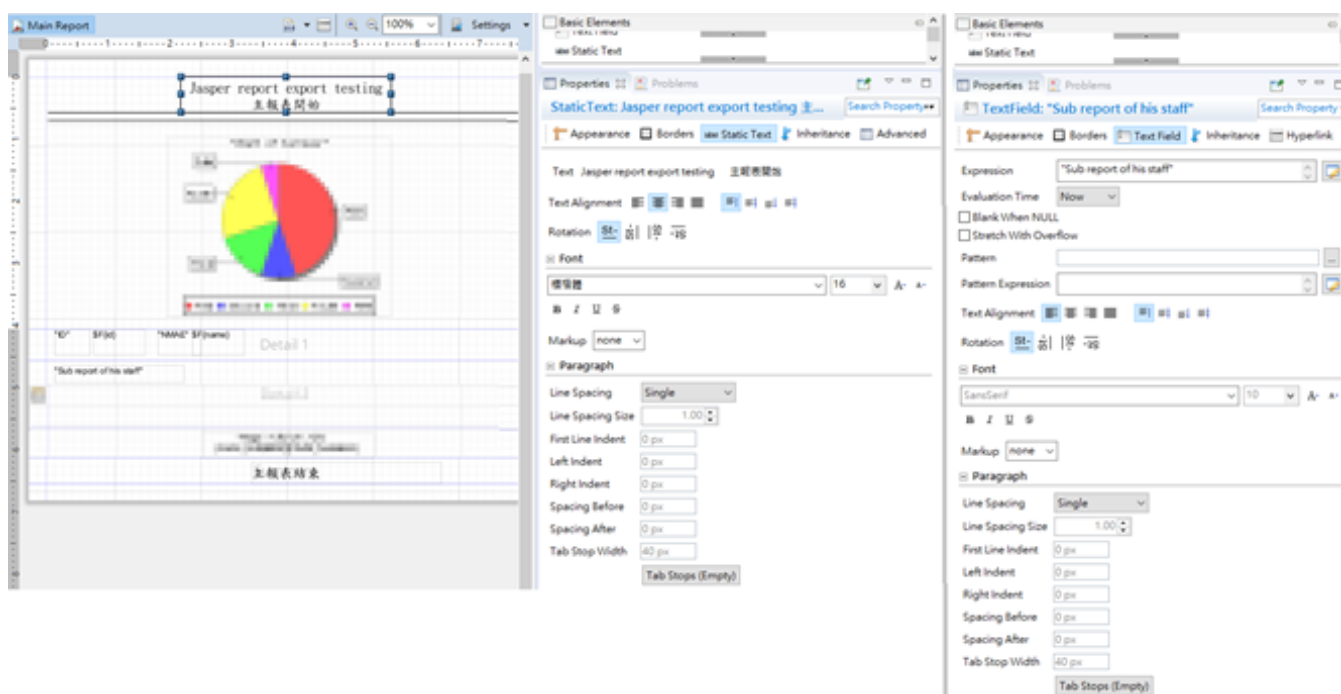 Main Report
100%
Settings
Jasper report export testing
主報表開始
"ID"
$F{id}
"NMAE"
$F{name}
Detail 1
"Sub report of his staff"
主報表結束
Basic Elements
Static Text
Properties
Problems
StaticText: Jasper report export testing 主...
Search Property
Appearance
Borders
Static Text
Inheritance
Advanced
Text Jasper report export testing 主報表開始
Text Alignment
Rotation
Font
標楷體
16
Markup none
Paragraph
Line Spacing Single
Line Spacing Size 1.00
First Line Indent 0 px
Left Indent 0 px
Right Indent 0 px
Spacing Before 0 px
Spacing After 0 px
Tab Stop Width 40 px
Tab Stops (Empty)
Basic Elements
Static Text
Properties
Problems
TextField: "Sub report of his staff"
Search Property
Appearance
Borders
Text Field
Inheritance
Hyperlink
Expression "Sub report of his staff"
Evaluation Time Now
Blank When NULL
Stretch With Overflow
Pattern
Pattern Expression
Text Alignment
Rotation
Font
SansSerif
10
Markup none
Paragraph
Line Spacing Single
Line Spacing Size 1.00
First Line Indent 0 px
Left Indent 0 px
Right Indent 0 px
Spacing Before 0 px
Spacing After 0 px
Tab Stop Width 40 px
Tab Stops (Empty)